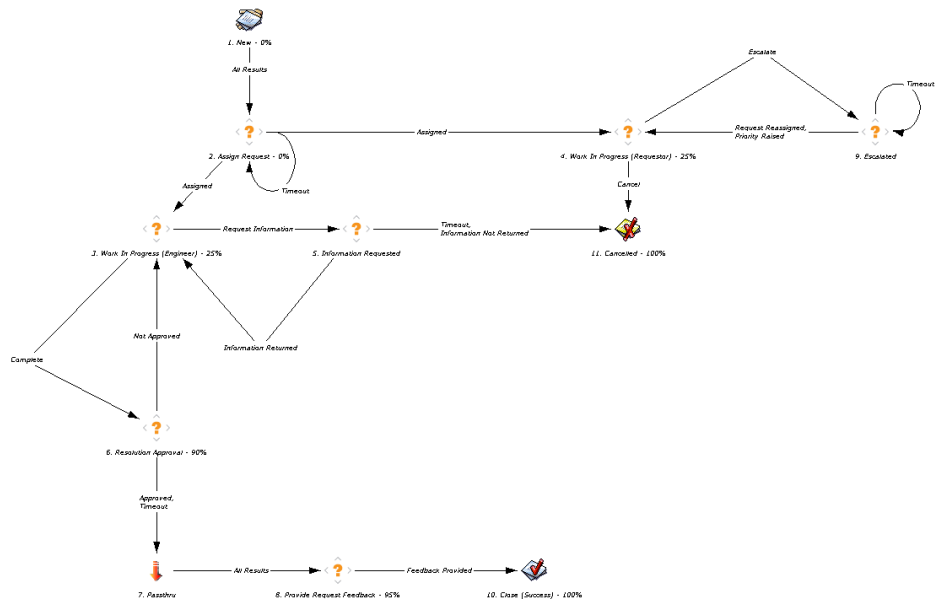 1. New - 0%
Escalate
All Results
Timeout
Assigned
Request Reassigned,
Priority Raised
2. Assign Request - 0%
4. Work In Progress (Requestor) - 25%
9. Escalated
Assigned
Timeout
Cancel
Request Information
Timeout,
Information Not Returned
3. Work In Progress (Engineer) - 25%
5. Information Requested
11. Cancelled - 100%
Not Approved
Information Returned
Complete
6. Resolution Approval - 90%
Approved,
Timeout
All Results
Feedback Provided
7. Passthru
8. Provide Request Feedback - 95%
10. Close (Success) - 100%